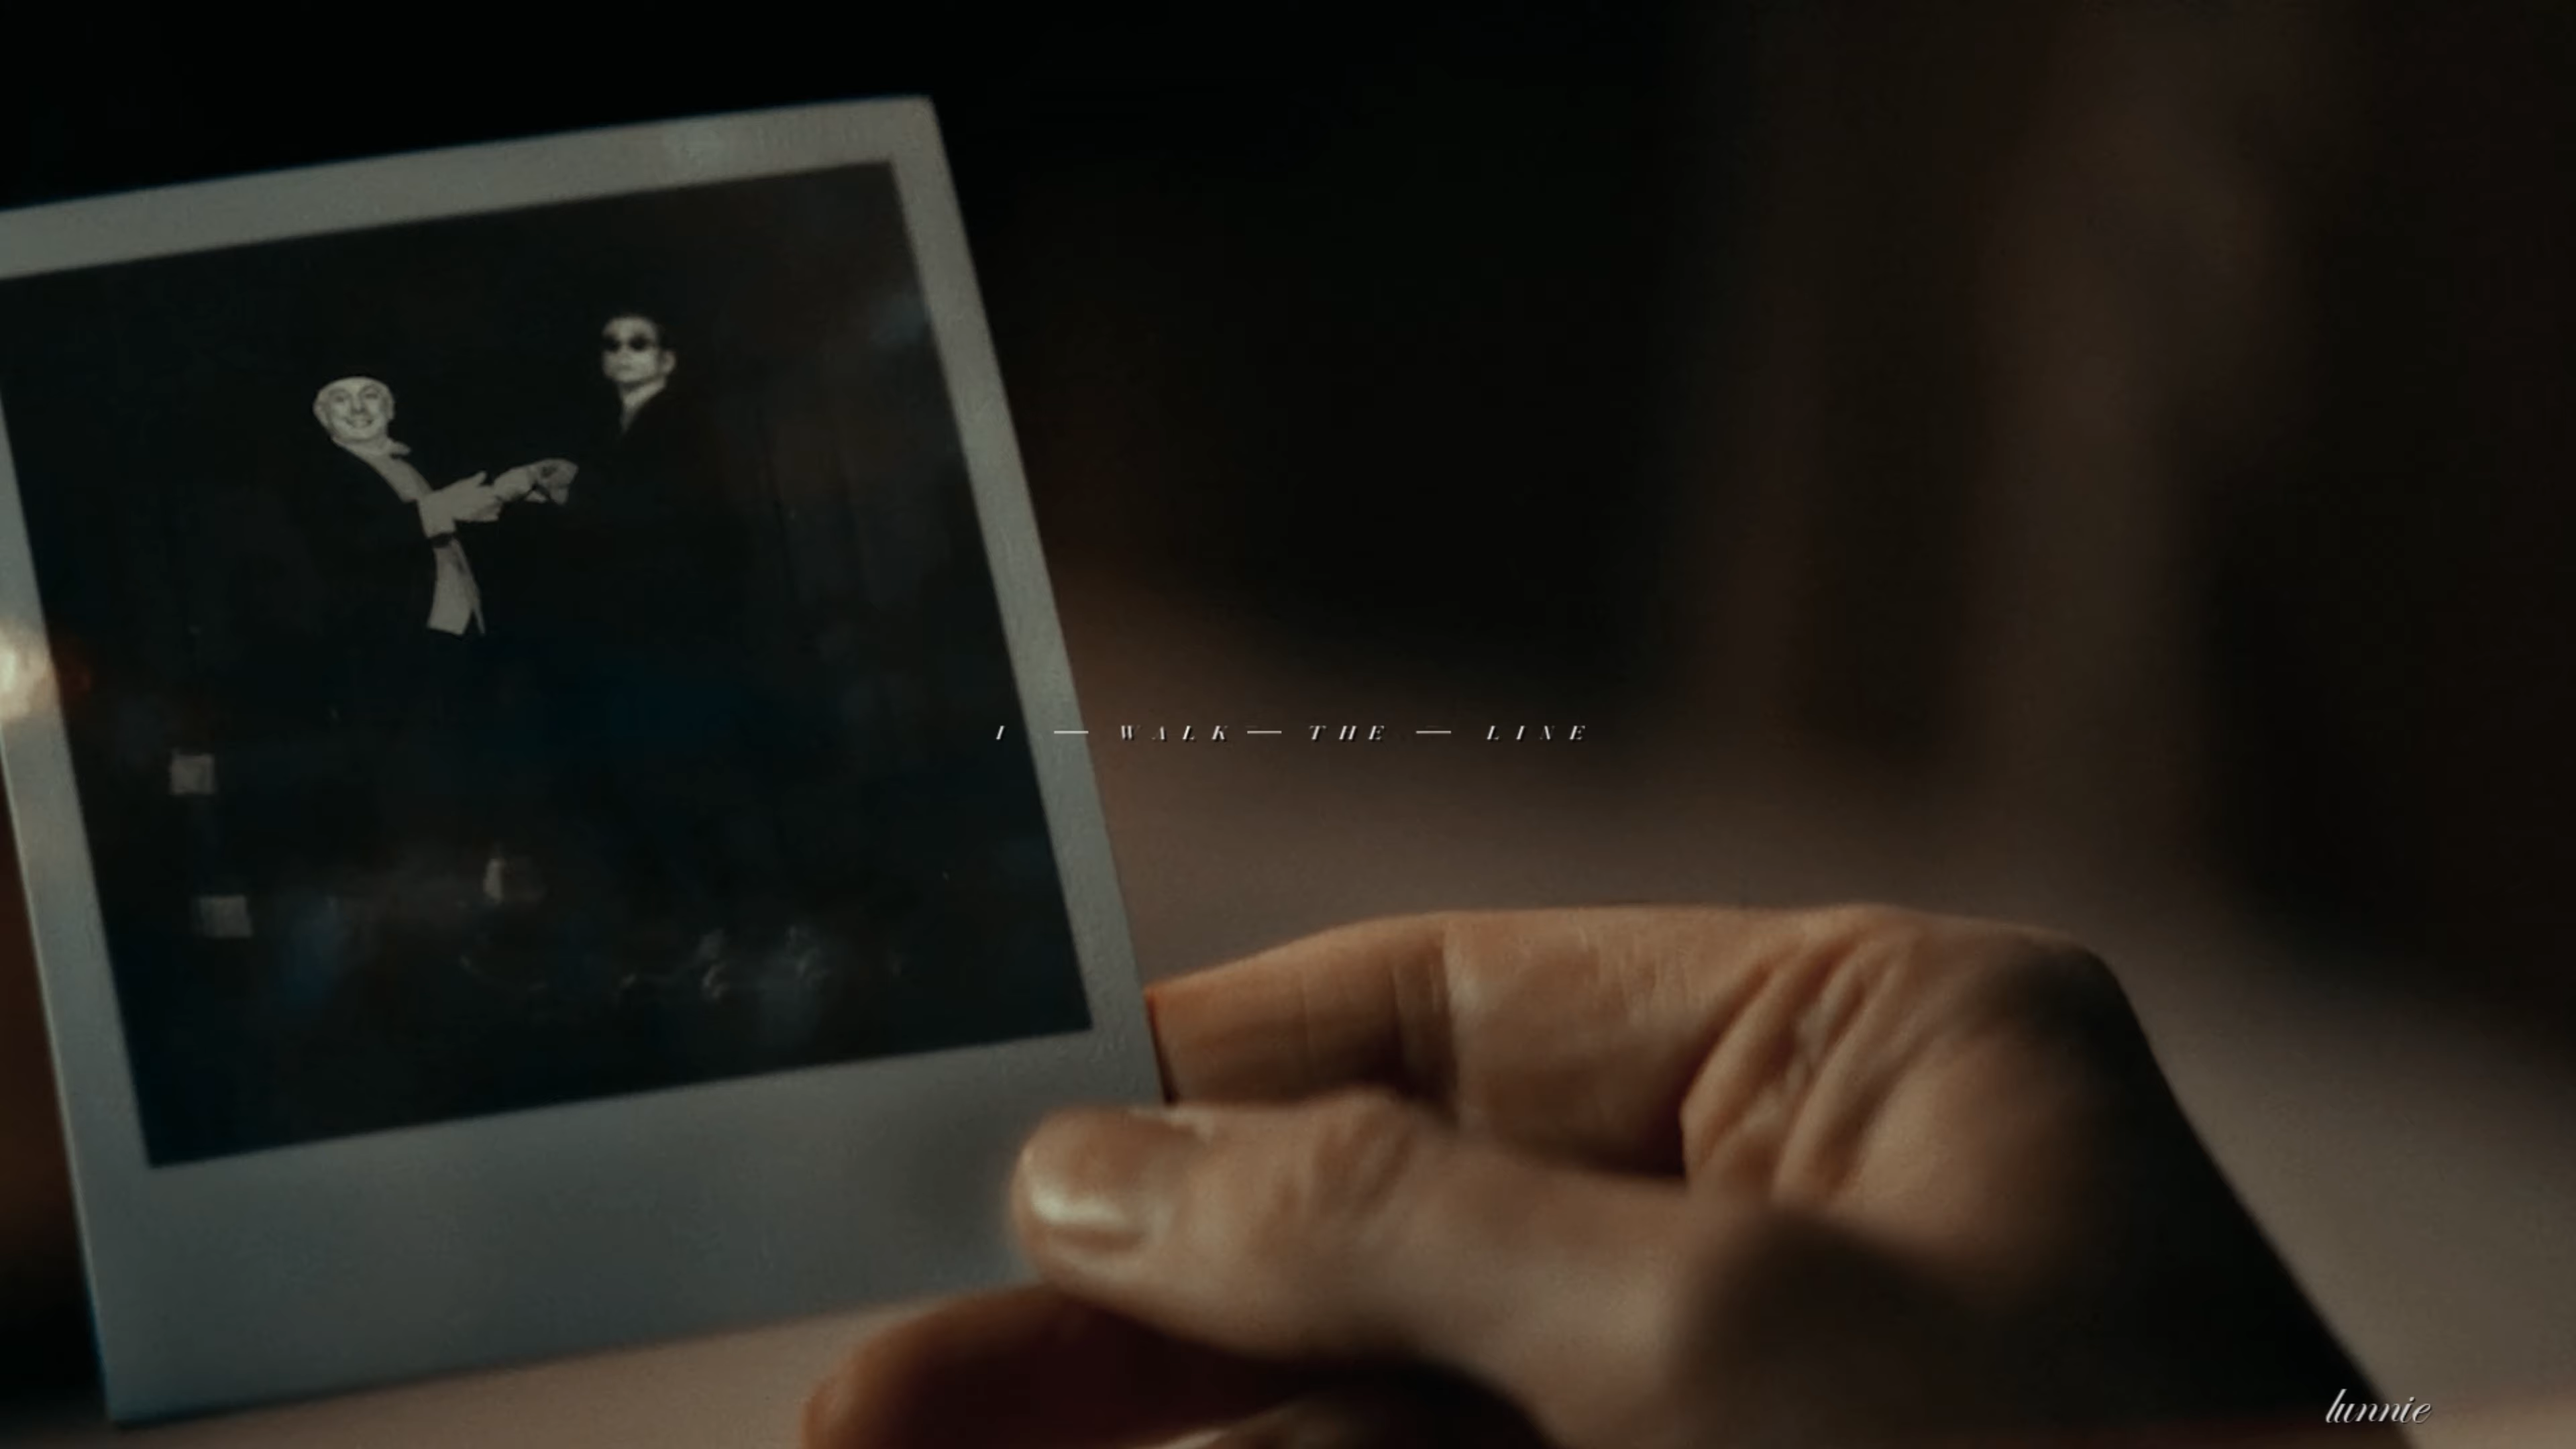 I — WALK — THE — LINE
lunnie